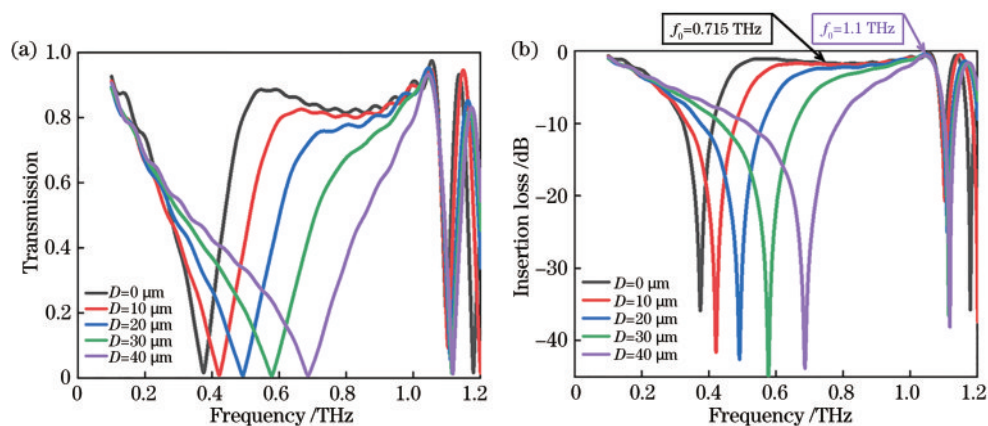 f₀=0.715 THz
f₀=1.1 THz
(a)
1.0
0.8
0.6
0.4
0.2
0
Transmission
D=0 μm
D=10 μm
D=20 μm
D=30 μm
D=40 μm
0 0.2 0.4 0.6 0.8 1.0 1.2
Frequency /THz
(b)
0
−10
−20
−30
−40
Insertion loss /dB
D=0 μm
D=10 μm
D=20 μm
D=30 μm
D=40 μm
0 0.2 0.4 0.6 0.8 1.0 1.2
Frequency /THz